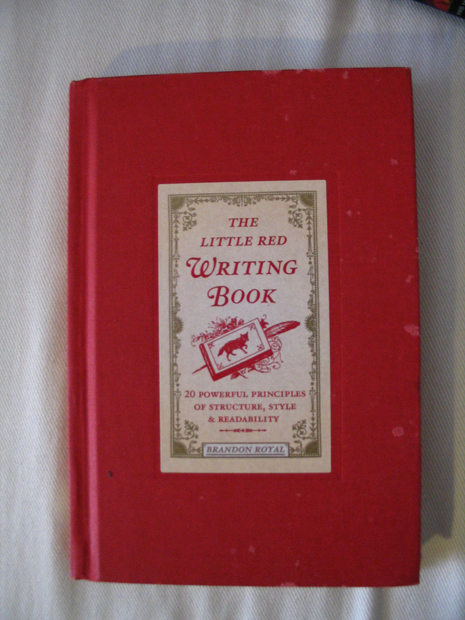 THE
LITTLE RED
WRITING
BOOK
20 POWERFUL PRINCIPLES
OF STRUCTURE, STYLE
& READABILITY
BRANDON ROYAL